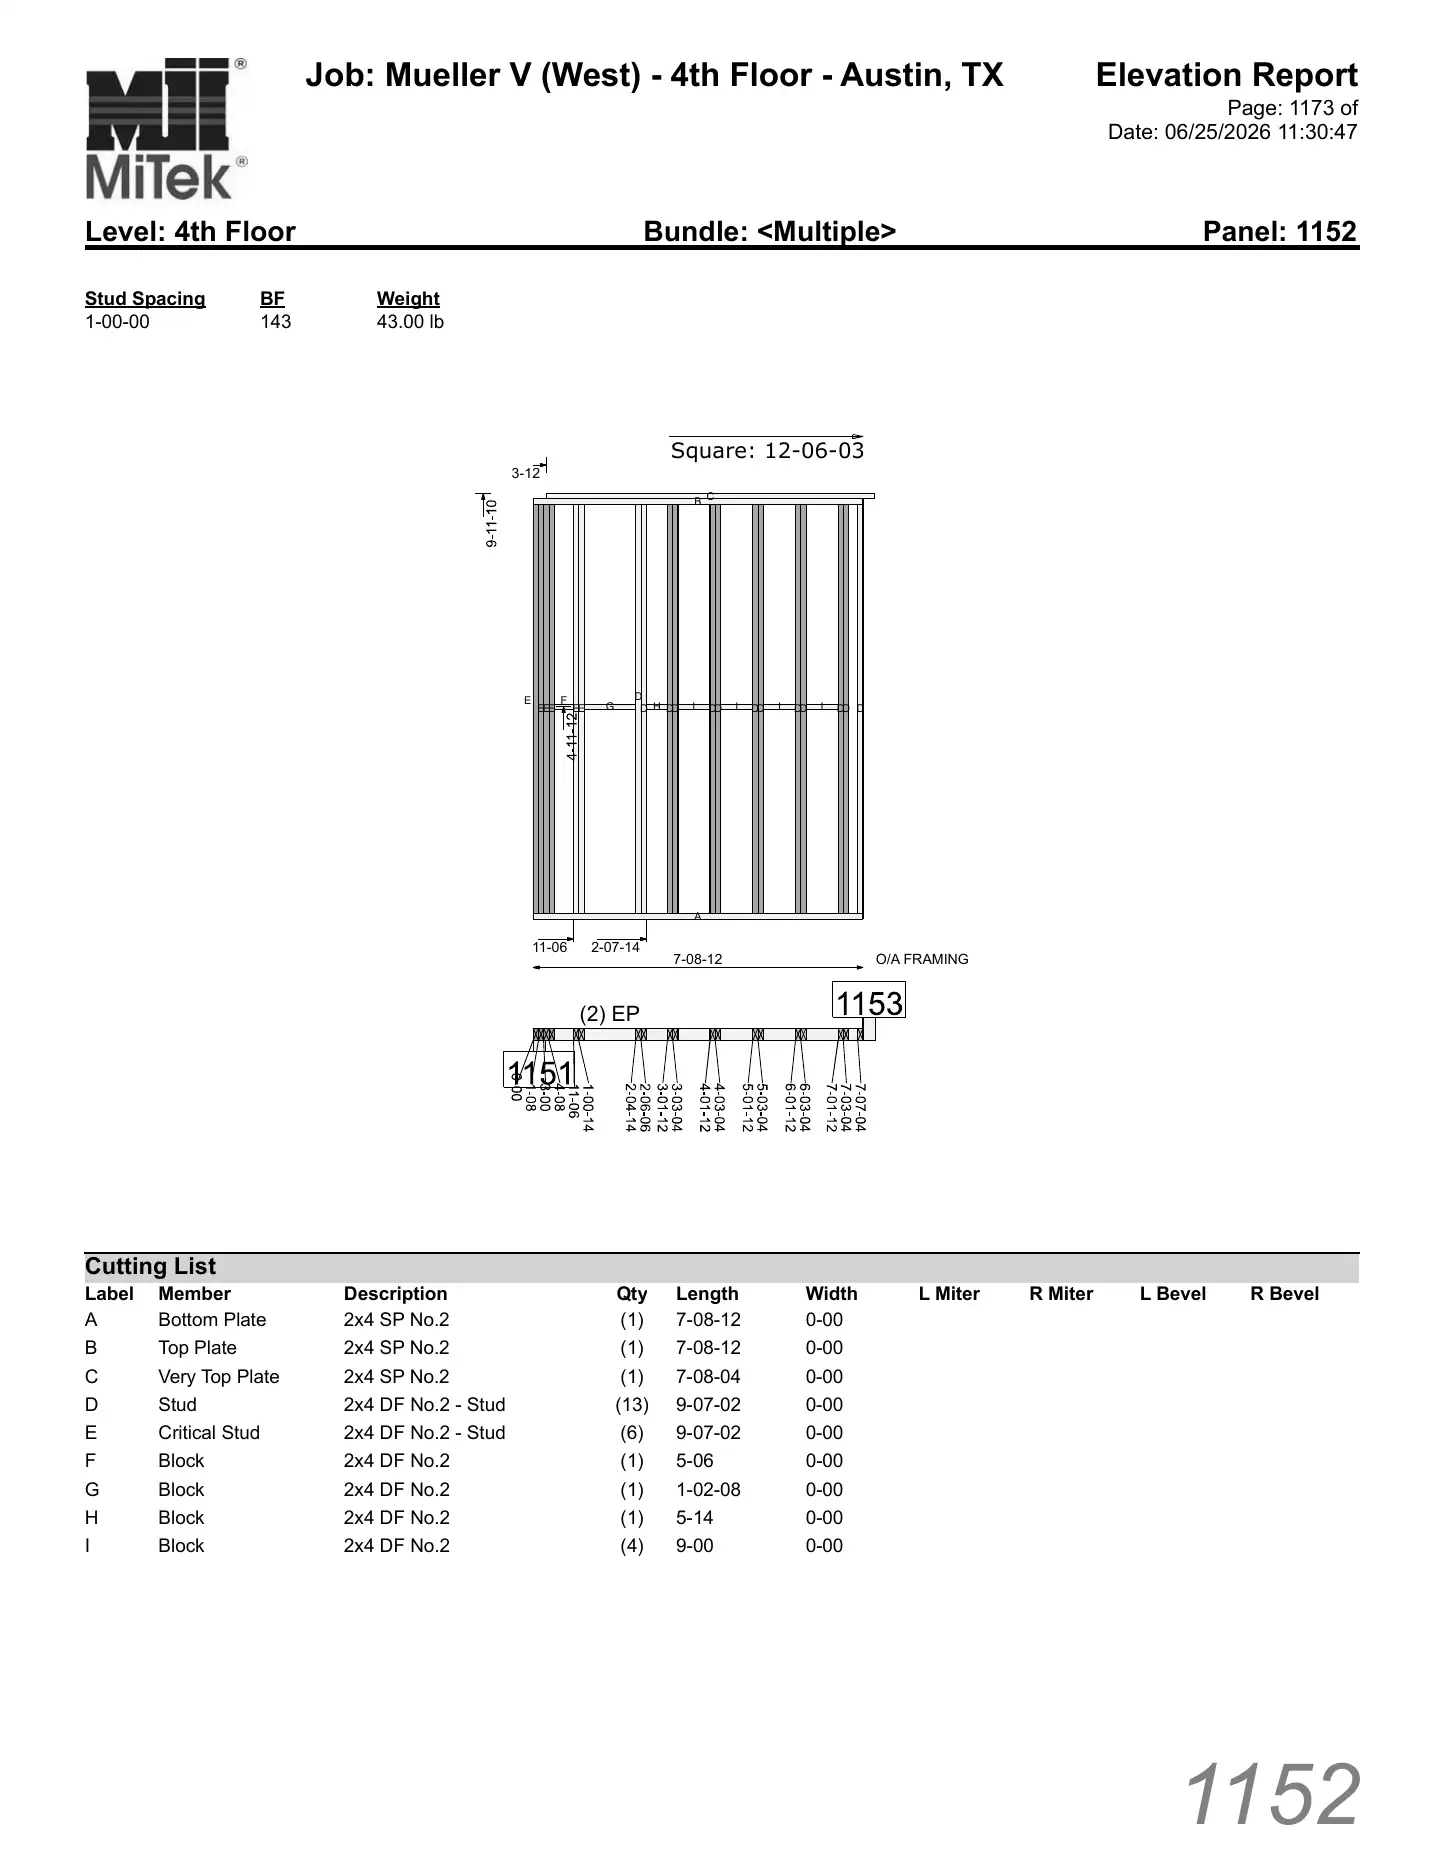 Job: Mueller V (West) - 4th Floor - Austin, TX
Elevation Report
Page: 1173 of
Date: 06/25/2026 11:30:47
MiTek®
Level: 4th Floor Bundle: <Multiple> Panel: 1152
Stud Spacing BF Weight
1-00-00 143 43.00 lb
Square: 12-06-03
3-12
9-11-10
C
B
E F D
G H I I I I
4-11-12
A
11-06 2-07-14
7-08-12 O/A FRAMING
1153
(2) EP
1151
0-00 1-08 3-00 4-08 11-06 1-00-14 2-04-14 2-06-06 3-01-12 3-03-04 4-01-12 4-03-04 5-01-12 5-03-04 6-01-12 6-03-04 7-01-12 7-03-04 7-07-04
Cutting List
Label Member Description Qty Length Width L Miter R Miter L Bevel R Bevel
A Bottom Plate 2x4 SP No.2 (1) 7-08-12 0-00
B Top Plate 2x4 SP No.2 (1) 7-08-12 0-00
C Very Top Plate 2x4 SP No.2 (1) 7-08-04 0-00
D Stud 2x4 DF No.2 - Stud (13) 9-07-02 0-00
E Critical Stud 2x4 DF No.2 - Stud (6) 9-07-02 0-00
F Block 2x4 DF No.2 (1) 5-06 0-00
G Block 2x4 DF No.2 (1) 1-02-08 0-00
H Block 2x4 DF No.2 (1) 5-14 0-00
I Block 2x4 DF No.2 (4) 9-00 0-00
1152